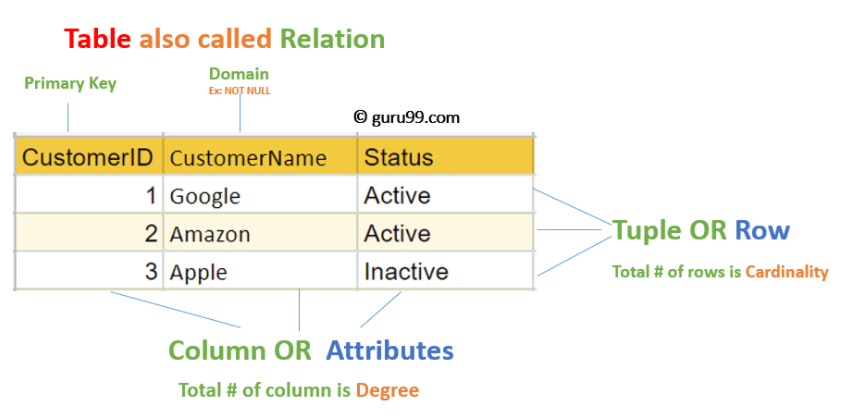 Table also called Relation
Primary Key
Domain
Ex: NOT NULL
© guru99.com
CustomerID CustomerName Status
1 Google Active
2 Amazon Active
3 Apple Inactive
Tuple OR Row
Total # of rows is Cardinality
Column OR Attributes
Total # of column is Degree